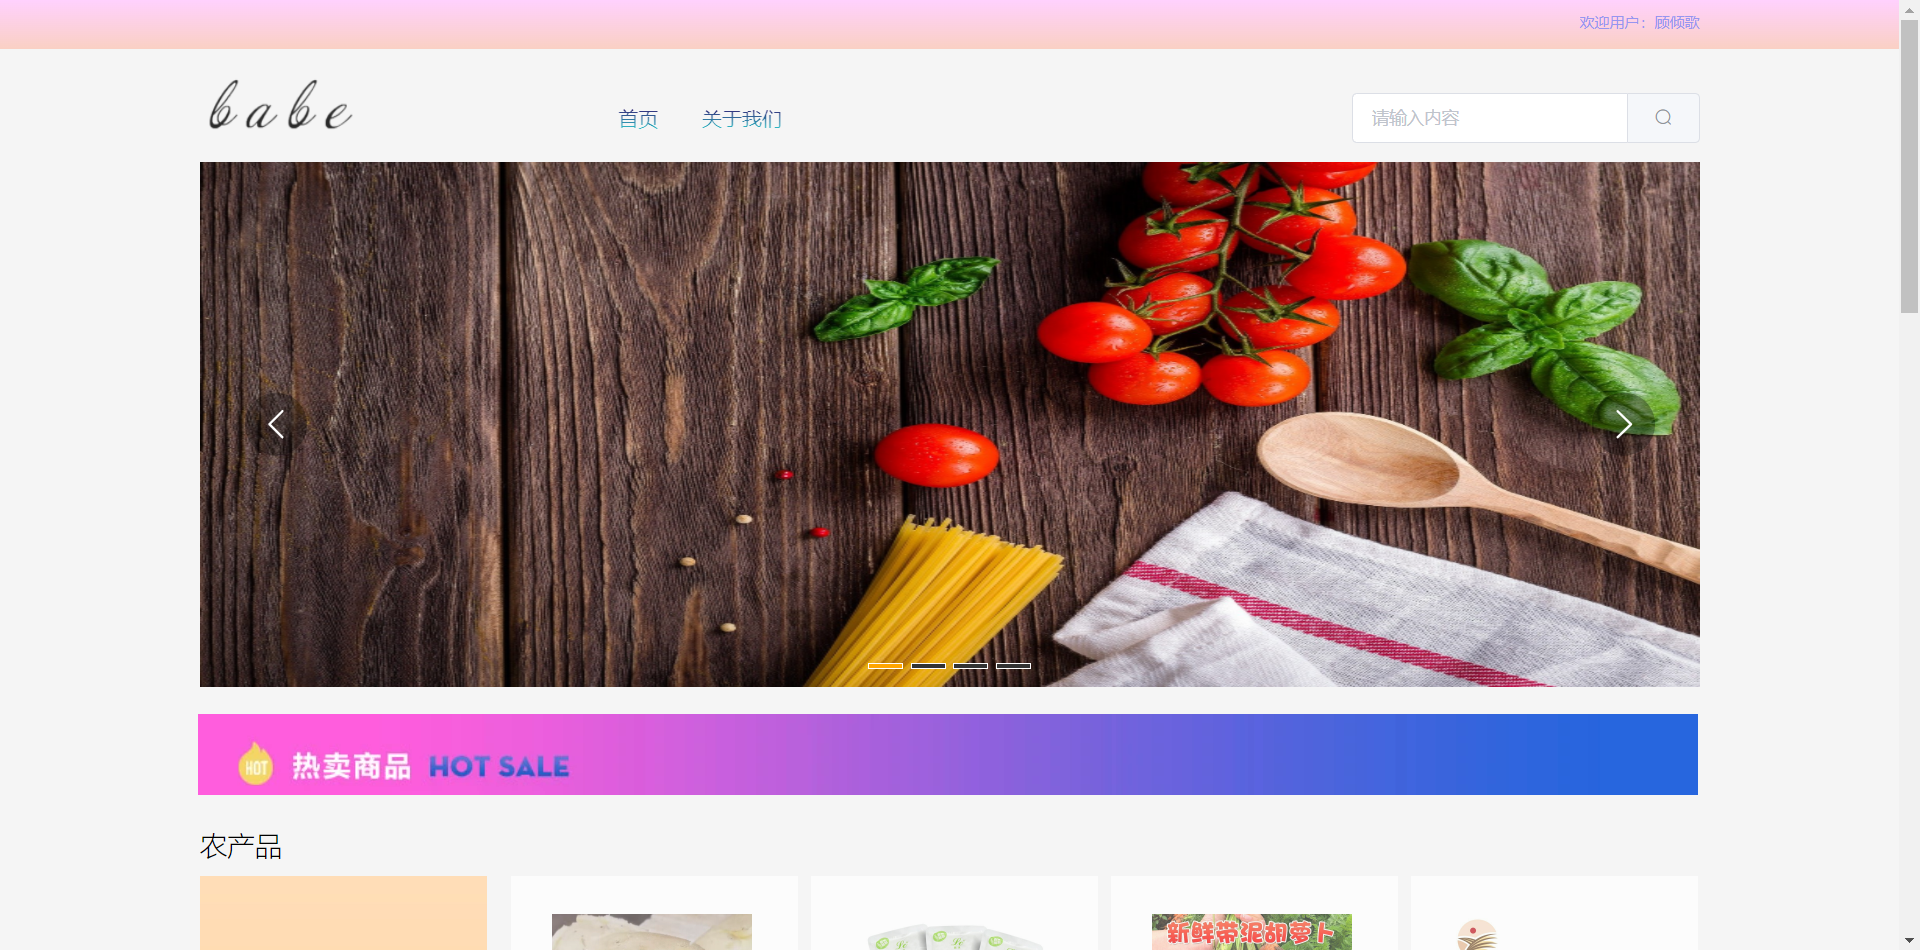 欢迎用户：顾倾歌
babe
首页
关于我们
请输入内容
HOT 热卖商品 HOT SALE
农产品
新鲜带泥胡萝卜